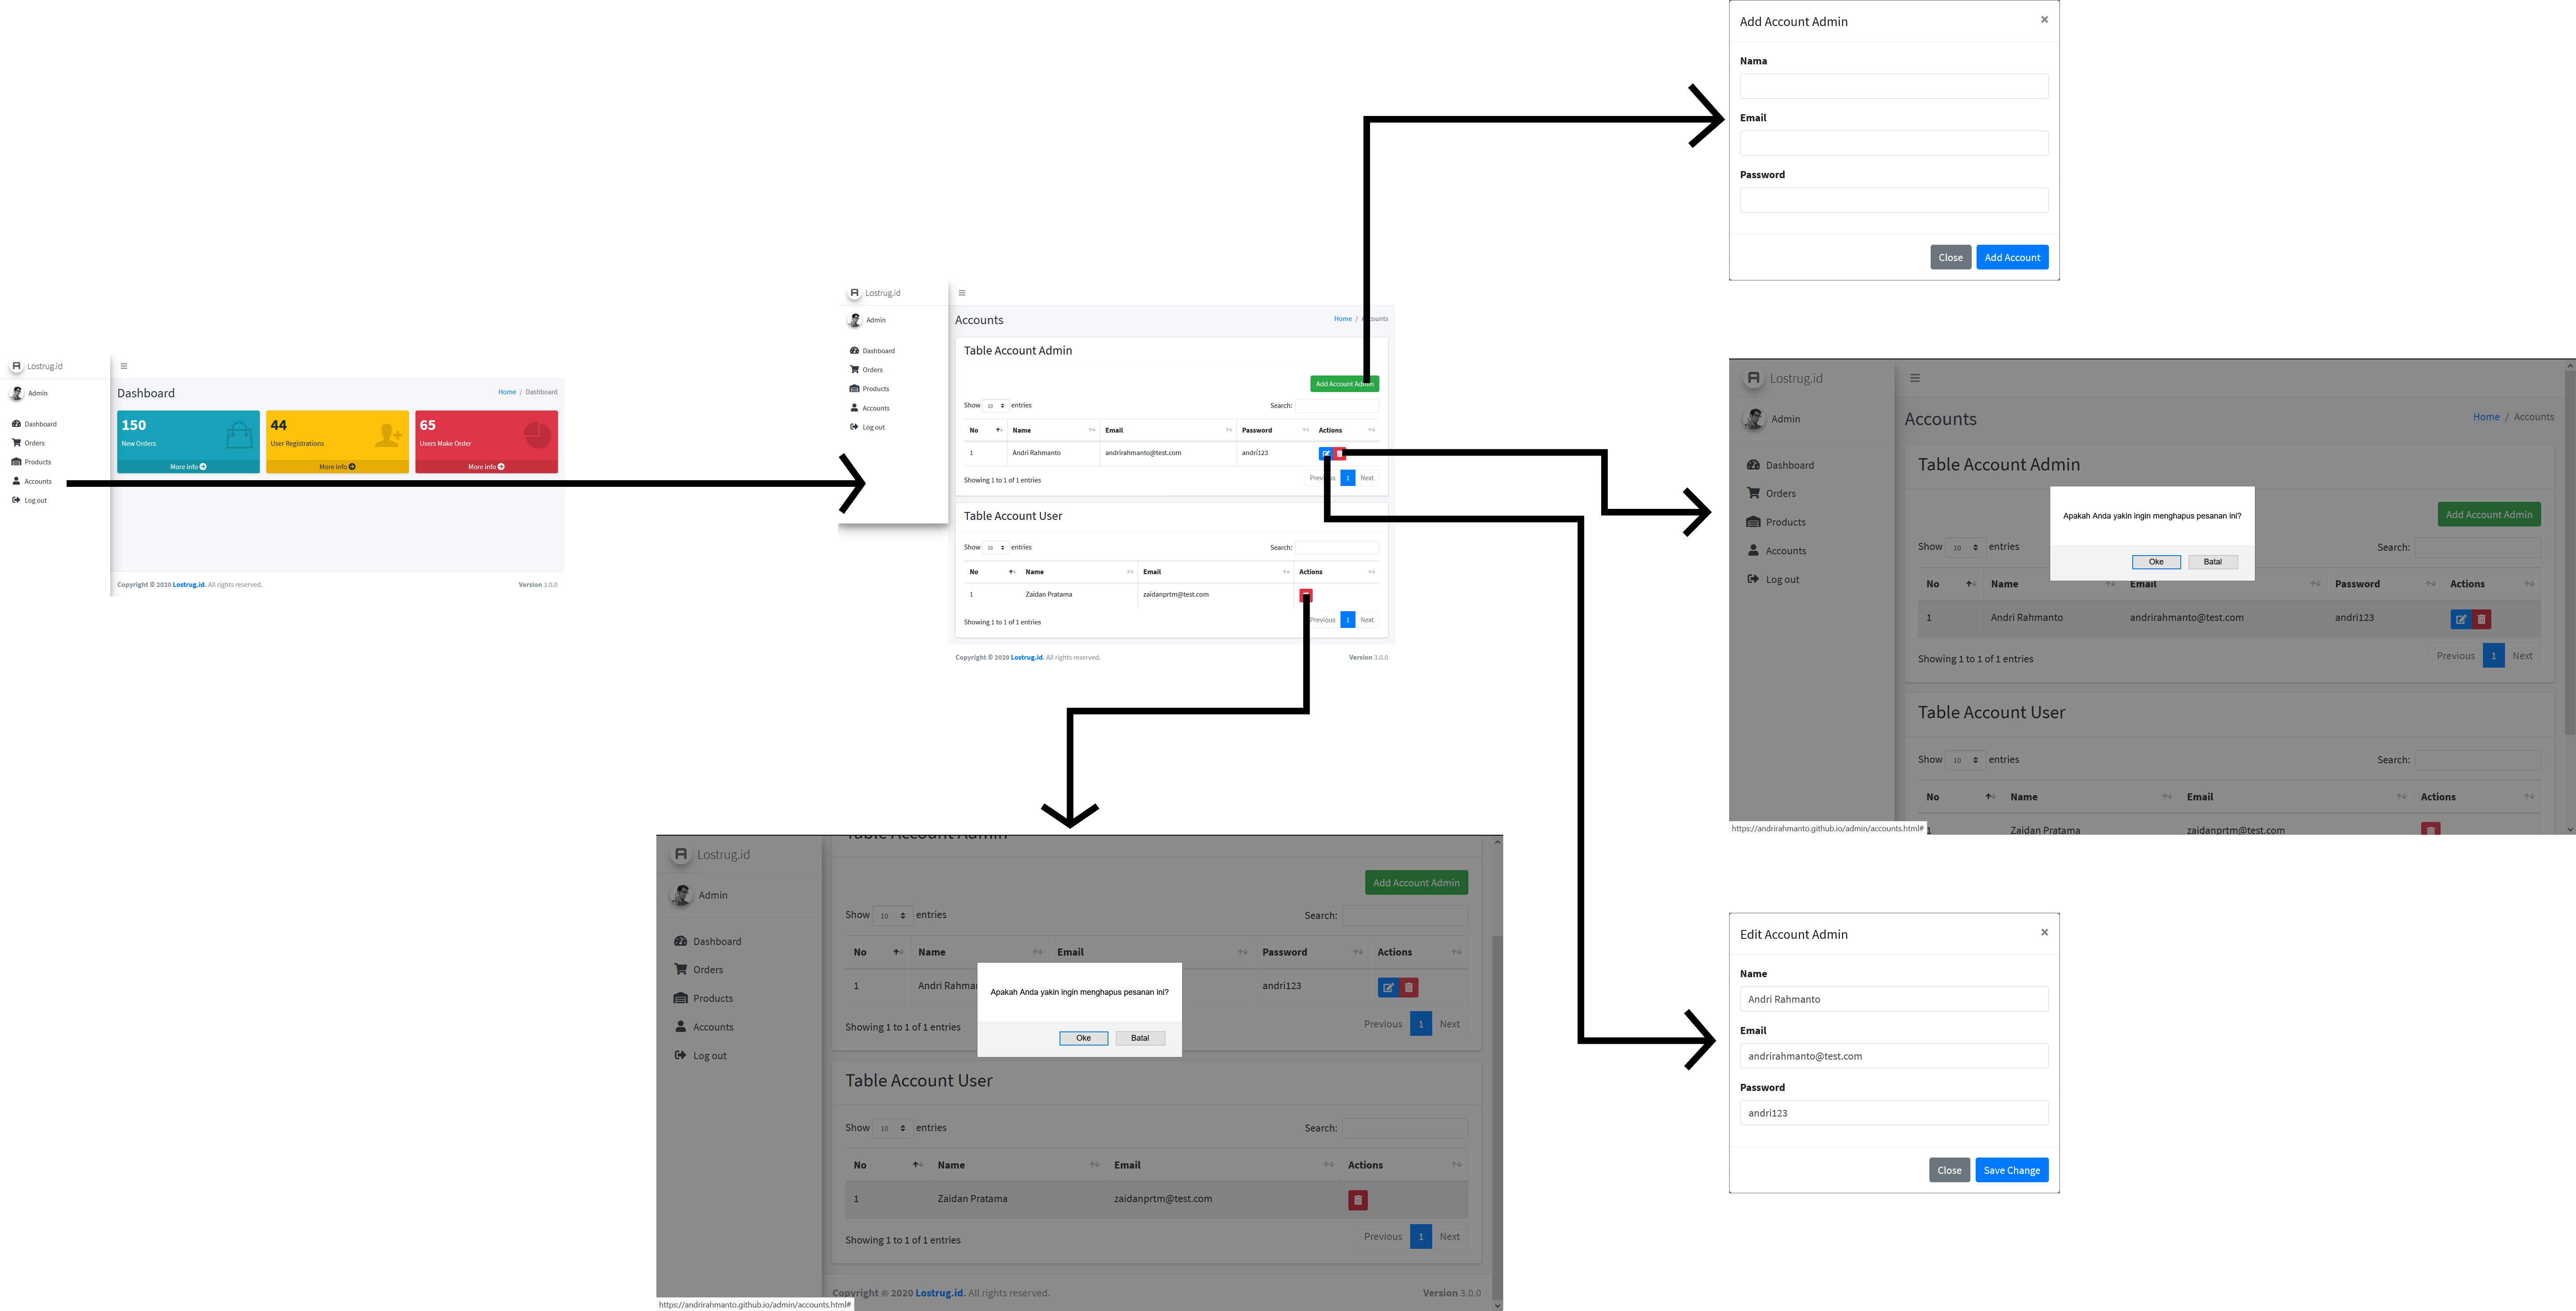 Lostrug.id
Admin
Dashboard
Orders
Products
Accounts
Log out
Dashboard
Home / Dashboard
150
New Orders
More info
44
User Registrations
More info
65
Users Make Order
More info
Copyright © 2020 Lostrug.id. All rights reserved.
Version 3.0.0
Lostrug.id
Admin
Dashboard
Orders
Products
Accounts
Log out
Accounts
Home / Accounts
Table Account Admin
Add Account Admin
Show 10 entries
Search:
No Name Email Password Actions
1 Andri Rahmanto andrirahmanto@test.com andri123
Showing 1 to 1 of 1 entries
Previous 1 Next
Table Account User
Show 10 entries
Search:
No Name Email Actions
1 Zaidan Pratama zaidanprtm@test.com
Showing 1 to 1 of 1 entries
Previous 1 Next
Copyright © 2020 Lostrug.id. All rights reserved.
Version 3.0.0
Add Account Admin ×
Nama
Email
Password
Close Add Account
Lostrug.id
Admin
Dashboard
Orders
Products
Accounts
Log out
Accounts
Home / Accounts
Table Account Admin
Add Account Admin
Apakah Anda yakin ingin menghapus pesanan ini?
Oke Batal
Show 10 entries
Search:
No Name Email Password Actions
1 Andri Rahmanto andrirahmanto@test.com andri123
Showing 1 to 1 of 1 entries
Previous 1 Next
Table Account User
Show 10 entries
Search:
No Name Email Actions
1 Zaidan Pratama zaidanprtm@test.com
https://andrirahmanto.github.io/admin/accounts.html#
Lostrug.id
Admin
Dashboard
Orders
Products
Accounts
Log out
Table Account Admin
Add Account Admin
Show 10 entries
Search:
No Name Email Password Actions
1 Andri Rahma andri123
Apakah Anda yakin ingin menghapus pesanan ini?
Oke Batal
Showing 1 to 1 of 1 entries
Previous 1 Next
Table Account User
Show 10 entries
Search:
No Name Email Actions
1 Zaidan Pratama zaidanprtm@test.com
Showing 1 to 1 of 1 entries
Previous 1 Next
Copyright © 2020 Lostrug.id. All rights reserved.
Version 3.0.0
https://andrirahmanto.github.io/admin/accounts.html#
Edit Account Admin ×
Name
Andri Rahmanto
Email
andrirahmanto@test.com
Password
andri123
Close Save Change